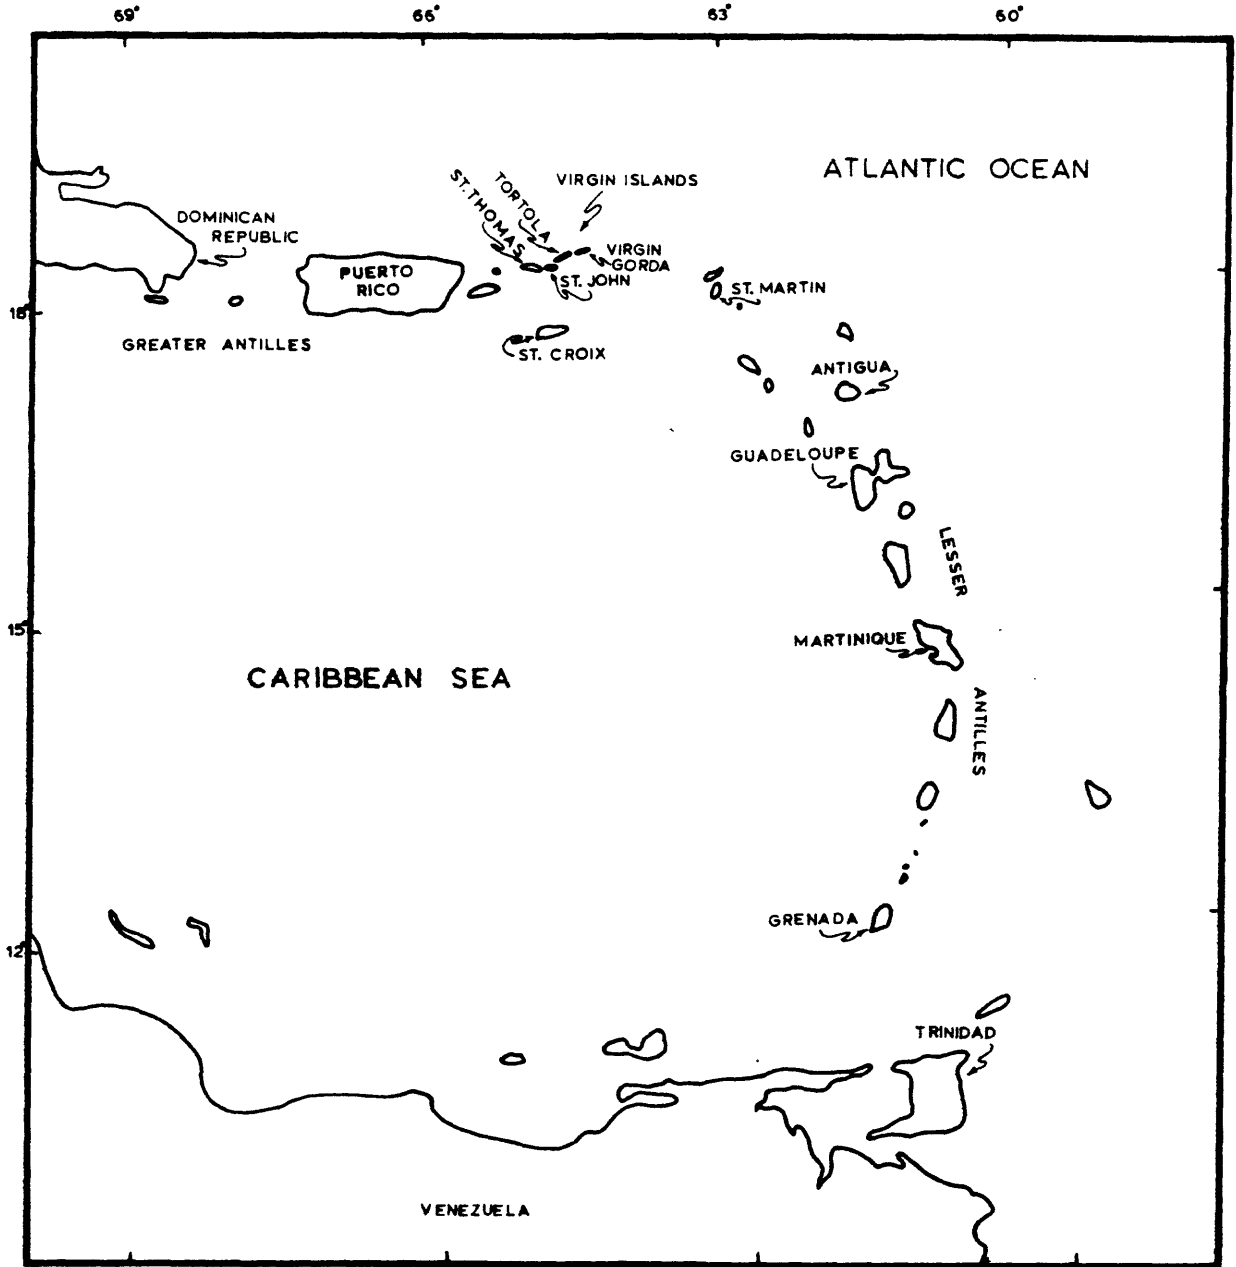 69° 66° 63° 60°
ATLANTIC OCEAN
VIRGIN ISLANDS
TORTOLA
ST. THOMAS
DOMINICAN
REPUBLIC
VIRGIN
GORDA
PUERTO
RICO
ST. JOHN
ST. MARTIN
18°
GREATER ANTILLES
ST. CROIX
ANTIGUA
GUADELOUPE
LESSER
15°
MARTINIQUE
CARIBBEAN SEA
ANTILLES
GRENADA
12°
TRINIDAD
VENEZUELA